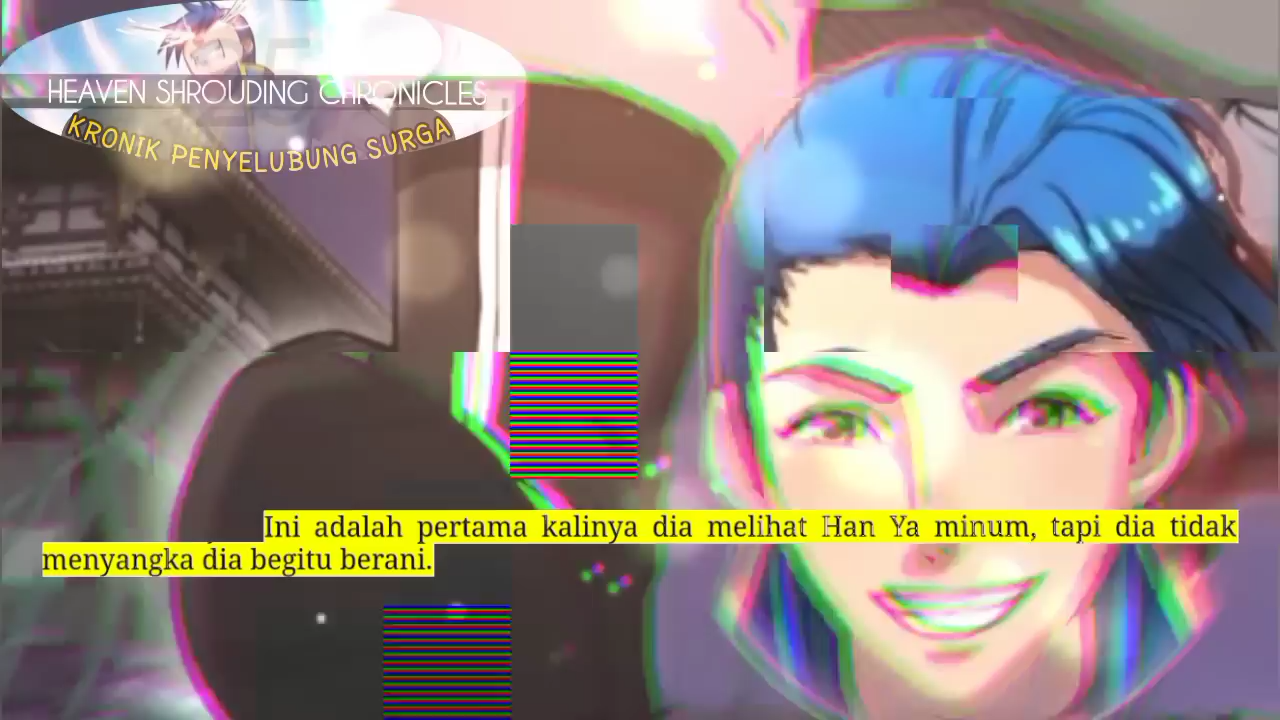 HEAVEN SHROUDING CHRONICLES
KRONIK PENYELUBUNG SURGA
Ini adalah pertama kalinya dia melihat Han Ya minum, tapi dia tidak
menyangka dia begitu berani.